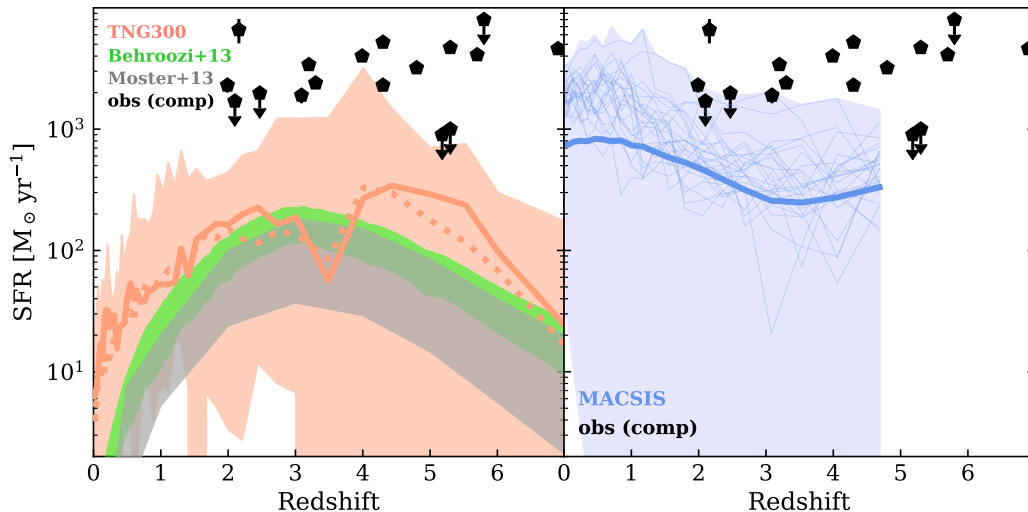 TNG300
Behroozi+13
Moster+13
obs (comp)
SFR [M⊙ yr⁻¹]
10³
10²
10¹
MACSIS
obs (comp)
0 1 2 3 4 5 6 0 1 2 3 4 5 6
Redshift Redshift